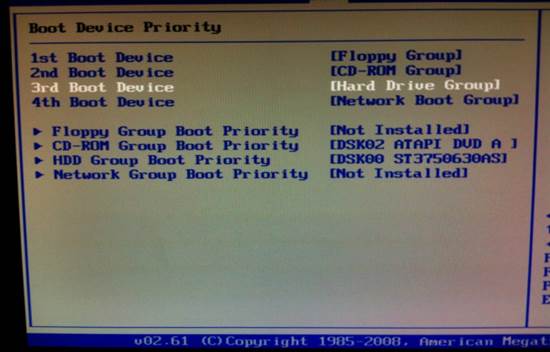 Boot Device Priority
1st Boot Device [Floppy Group]
2nd Boot Device [CD-ROM Group]
3rd Boot Device [Hard Drive Group]
4th Boot Device [Network Boot Group]
► Floppy Group Boot Priority [Not Installed]
► CD-ROM Group Boot Priority [DSK02 ATAPI DVD A ]
► HDD Group Boot Priority [DSK00 ST3750630AS]
► Network Group Boot Priority [Not Installed]
v02.61 (C)Copyright 1985-2008, American Megat